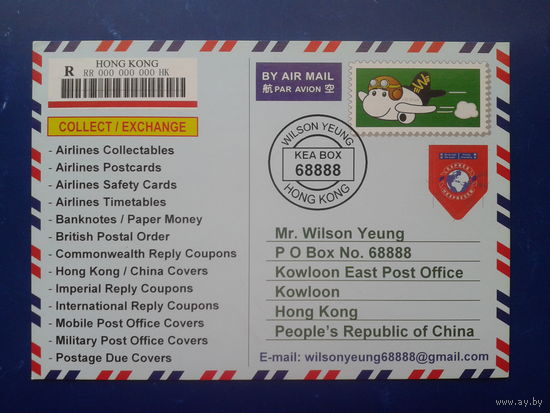 HONG KONG
R RR 000 000 000 HK
COLLECT / EXCHANGE
- Airlines Collectables
- Airlines Postcards
- Airlines Safety Cards
- Airlines Timetables
- Banknotes / Paper Money
- British Postal Order
- Commonwealth Reply Coupons
- Hong Kong / China Covers
- Imperial Reply Coupons
- International Reply Coupons
- Mobile Post Office Covers
- Military Post Office Covers
- Postage Due Covers
BY AIR MAIL
航 PAR AVION 空
WILSON YEUNG
KEA BOX
68888
HONG KONG
Mr. Wilson Yeung
P O Box No. 68888
Kowloon East Post Office
Kowloon
Hong Kong
People's Republic of China
E-mail: wilsonyeung68888@gmail.com
www.ay.by